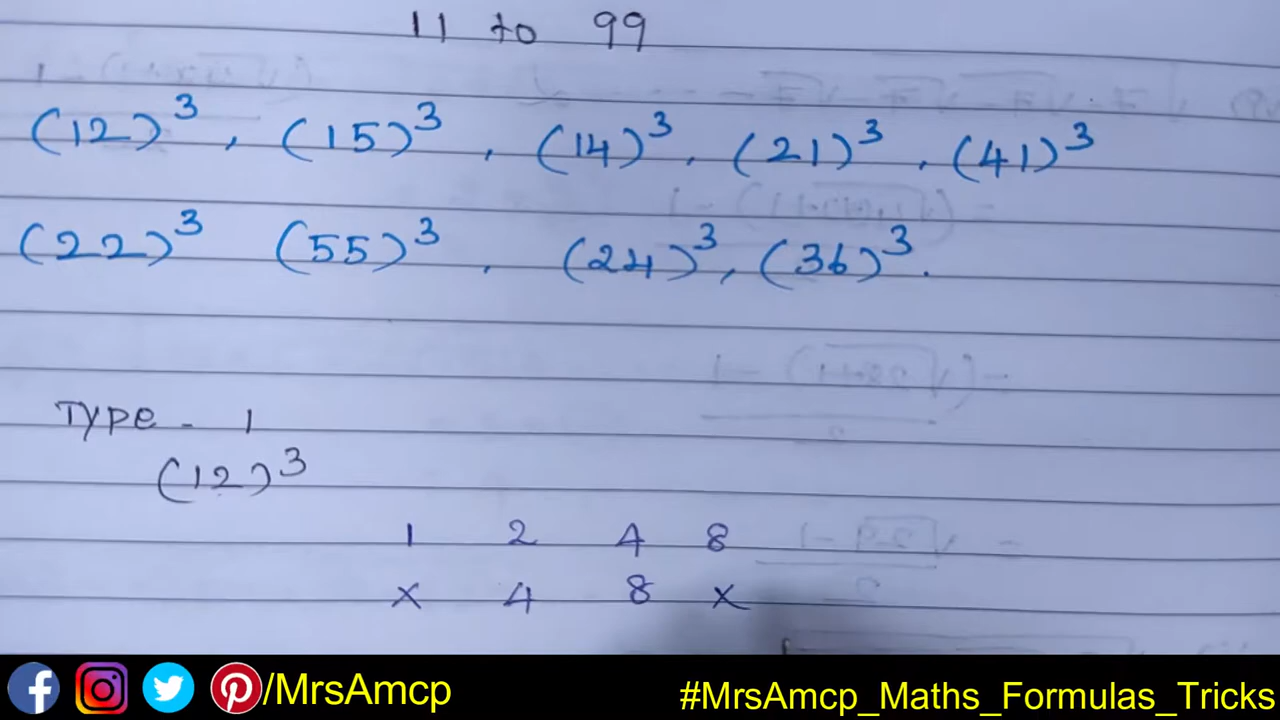 11 to 99
(12)³, (15)³, (14)³, (21)³, (41)³
(22)³ (55)³, (24)³, (36)³.
Type - 1
(12)³
1 2 4 8
x 4 8 x
/MrsAmcp #MrsAmcp_Maths_Formulas_Tricks